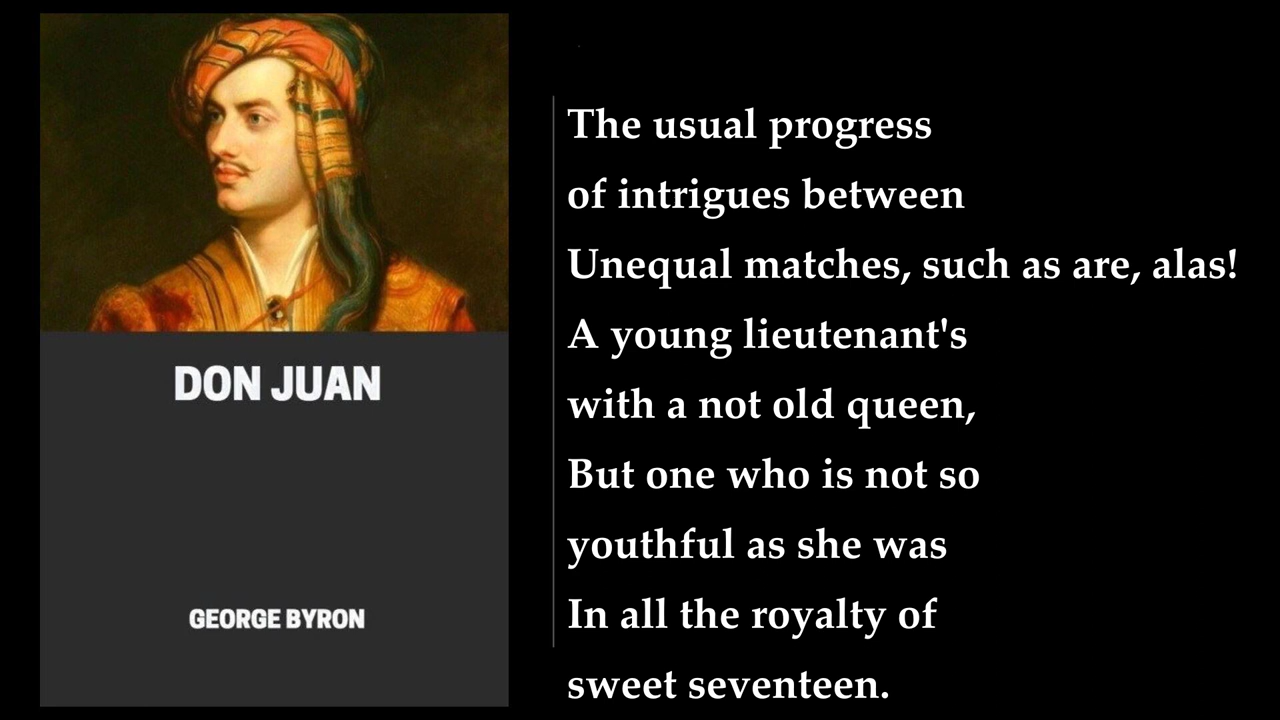 DON JUAN
GEORGE BYRON
The usual progress
of intrigues between
Unequal matches, such as are, alas!
A young lieutenant's
with a not old queen,
But one who is not so
youthful as she was
In all the royalty of
sweet seventeen.